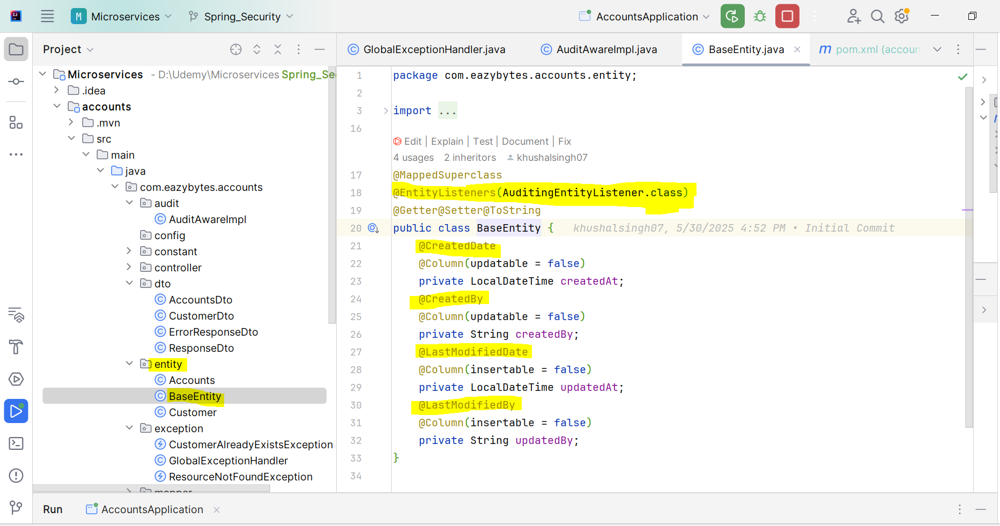 M Microservices Spring_Security AccountsApplication
Project
GlobalExceptionHandler.java AuditAwareImpl.java BaseEntity.java m pom.xml (accoun
Microservices - D:\Udemy\Microservices Spring_Se
.idea
accounts
.mvn
src
main
java
com.eazybytes.accounts
audit
AuditAwareImpl
config
constant
controller
dto
AccountsDto
CustomerDto
ErrorResponseDto
ResponseDto
entity
Accounts
BaseEntity
Customer
exception
CustomerAlreadyExistsException
GlobalExceptionHandler
ResourceNotFoundException
mapper
1 package com.eazybytes.accounts.entity;
2
3 import ...
16
Edit | Explain | Test | Document | Fix
4 usages 2 inheritors khushalsingh07
17 @MappedSuperclass
18 @EntityListeners(AuditingEntityListener.class)
19 @Getter@Setter@ToString
20 public class BaseEntity { khushalsingh07, 5/30/2025 4:52 PM • Initial Commit
21 @CreatedDate
22 @Column(updatable = false)
23 private LocalDateTime createdAt;
24 @CreatedBy
25 @Column(updatable = false)
26 private String createdBy;
27 @LastModifiedDate
28 @Column(insertable = false)
29 private LocalDateTime updatedAt;
30 @LastModifiedBy
31 @Column(insertable = false)
32 private String updatedBy;
33 }
34
Run AccountsApplication